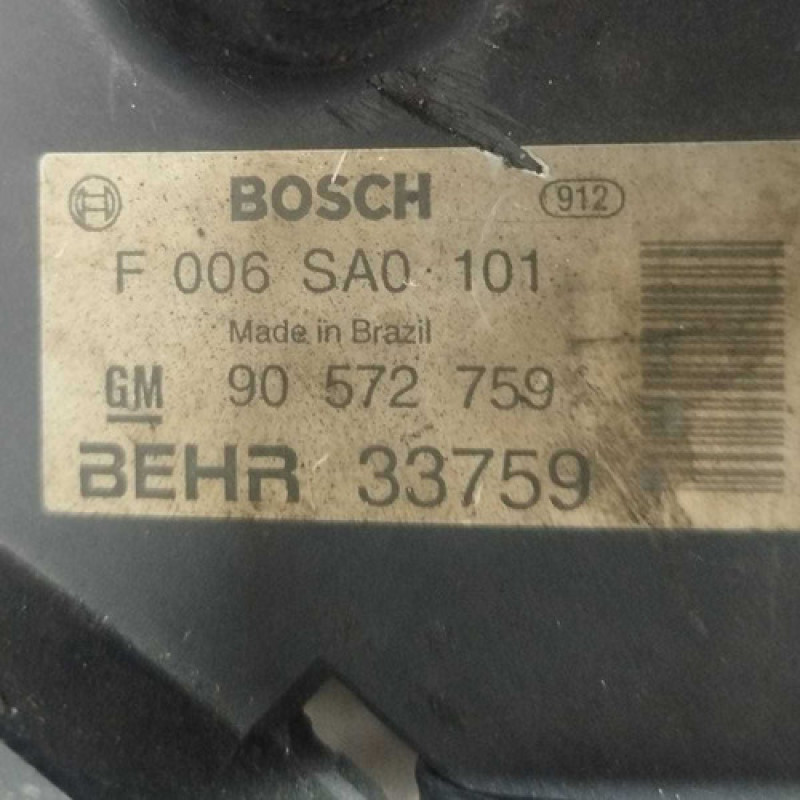 BOSCH 912
F 006 SA0 101
Made in Brazil
GM 90 572 759
BEHR 33759